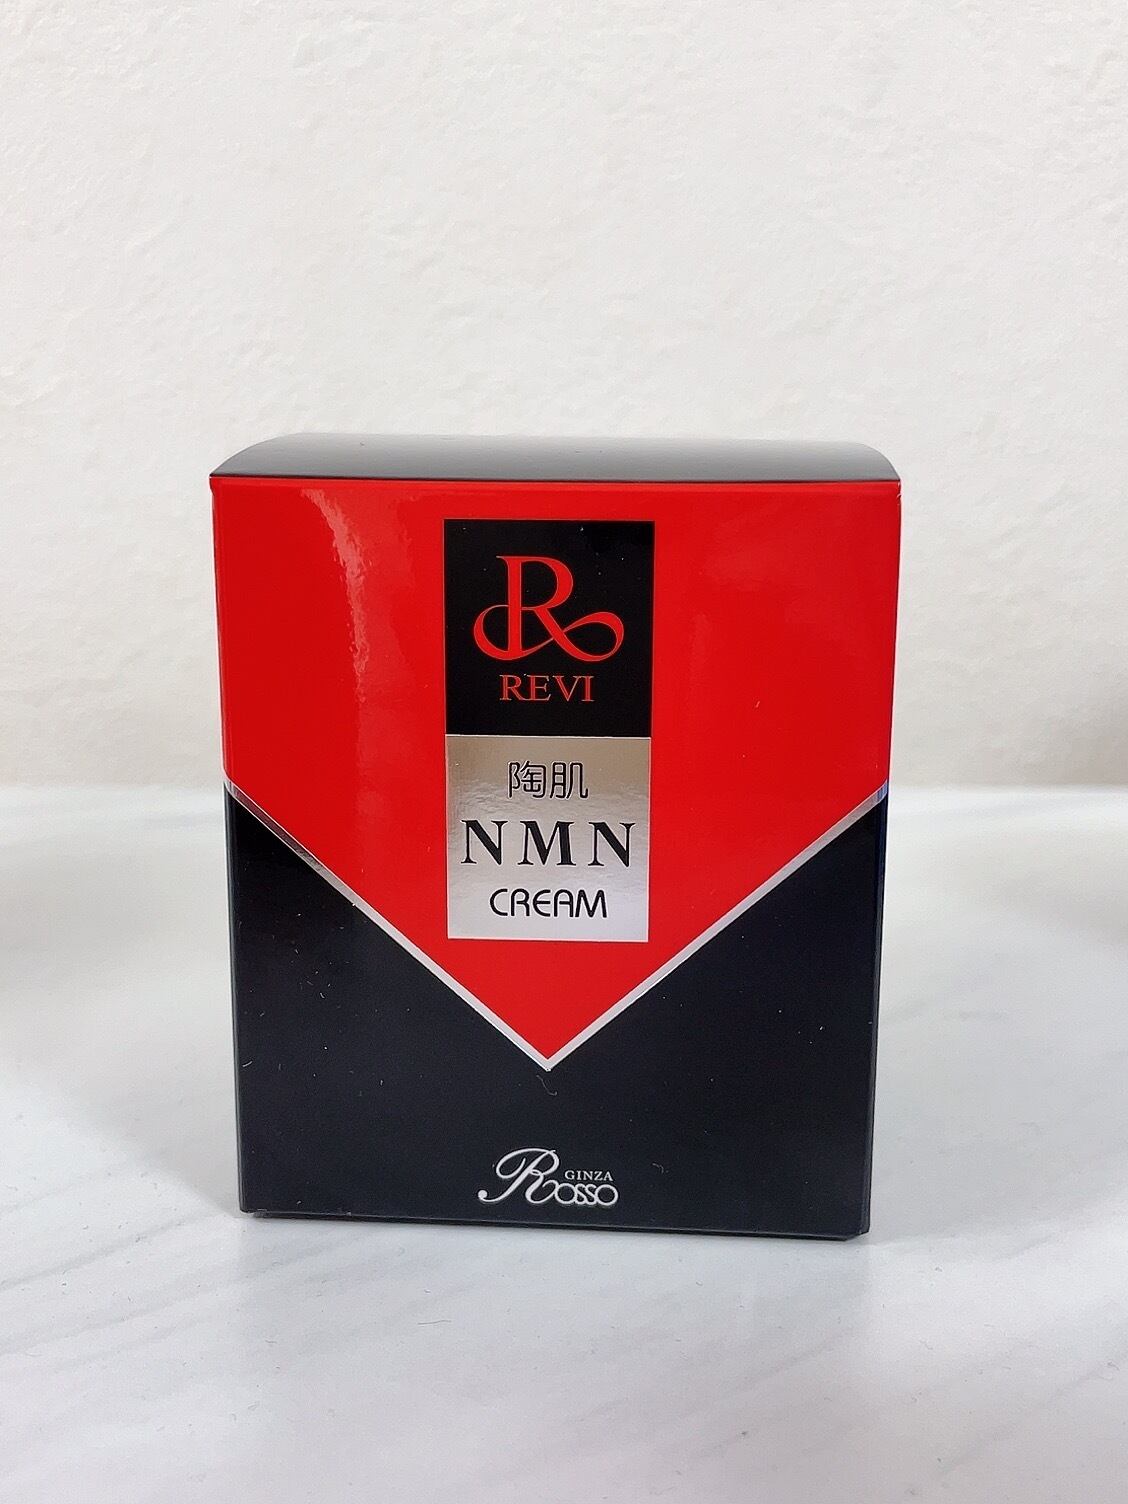 R
REVI
陶肌
NMN
CREAM
GINZA
Rosso